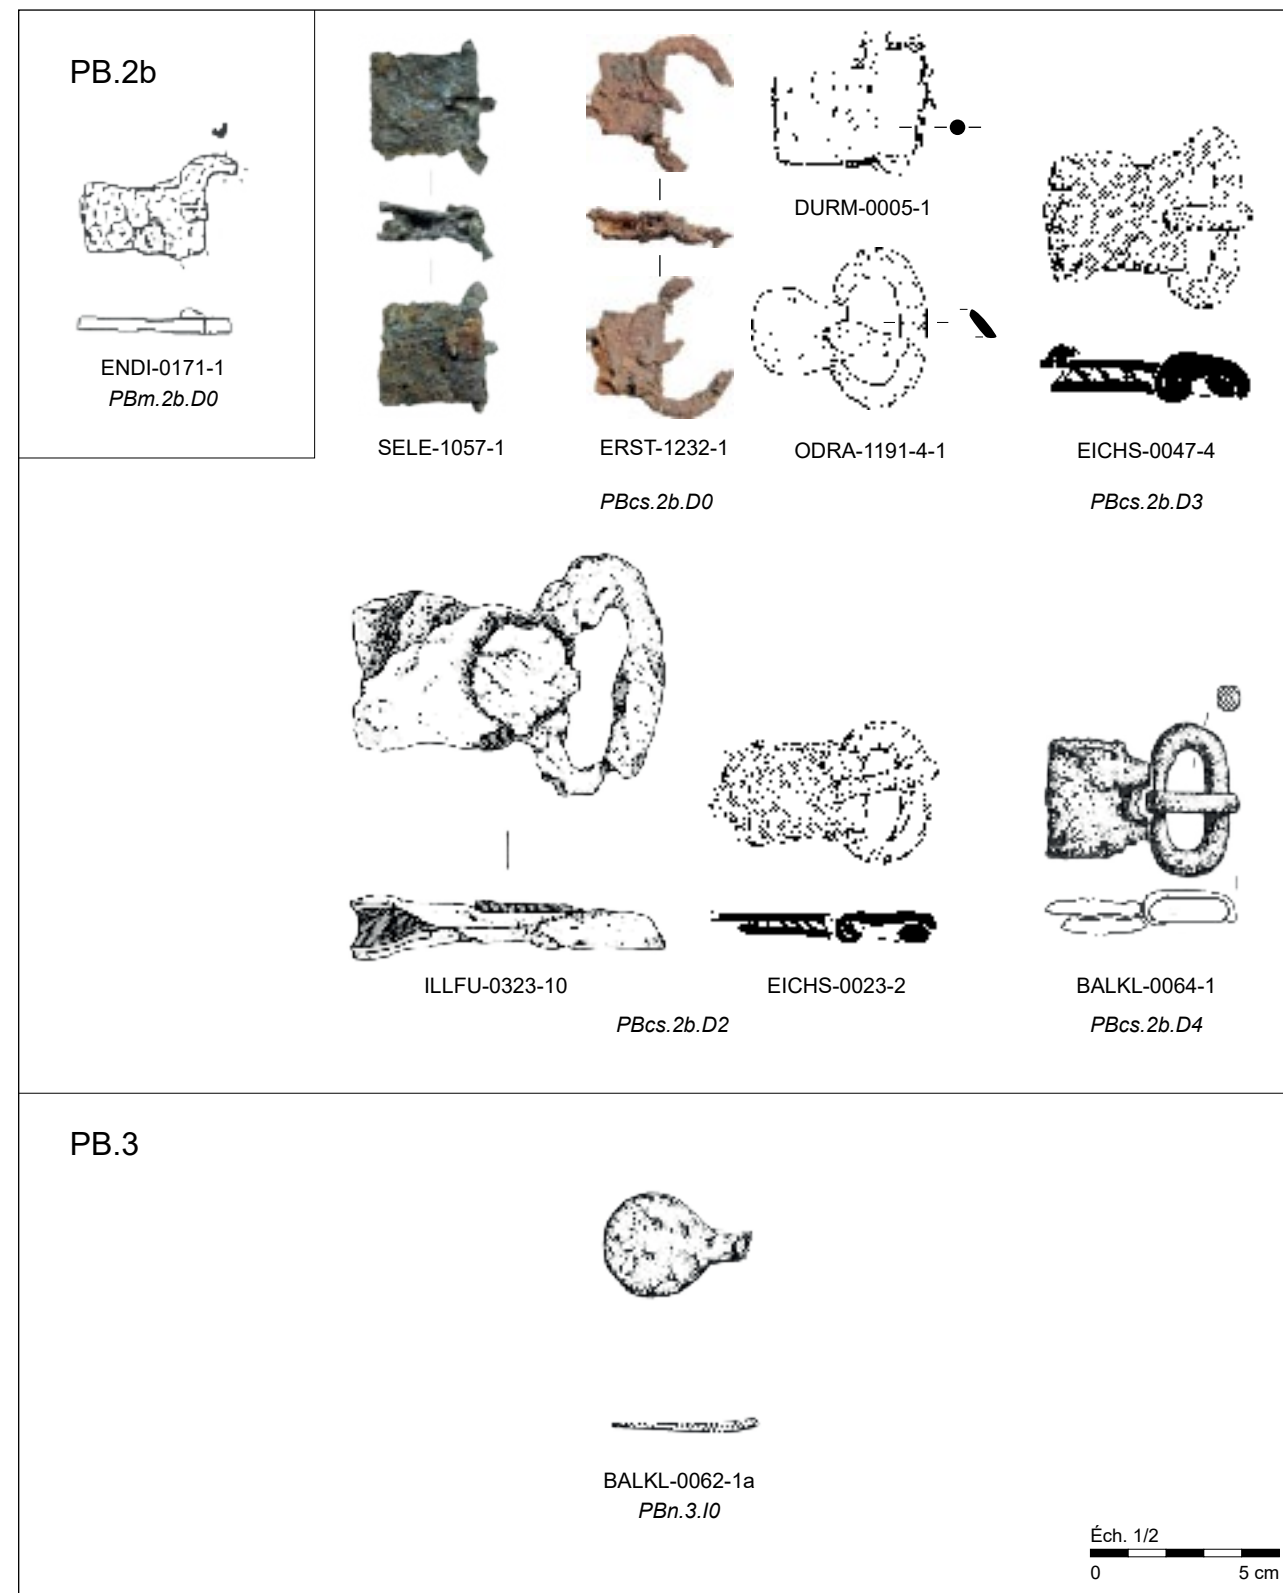 PB.2b
ENDI-0171-1
PBm.2b.D0
SELE-1057-1
ERST-1232-1
DURM-0005-1
ODRA-1191-4-1
EICHS-0047-4
PBcs.2b.D0
PBcs.2b.D3
ILLFU-0323-10
EICHS-0023-2
BALKL-0064-1
PBcs.2b.D2
PBcs.2b.D4
PB.3
BALKL-0062-1a
PBn.3.I0
Éch. 1/2
0 5 cm